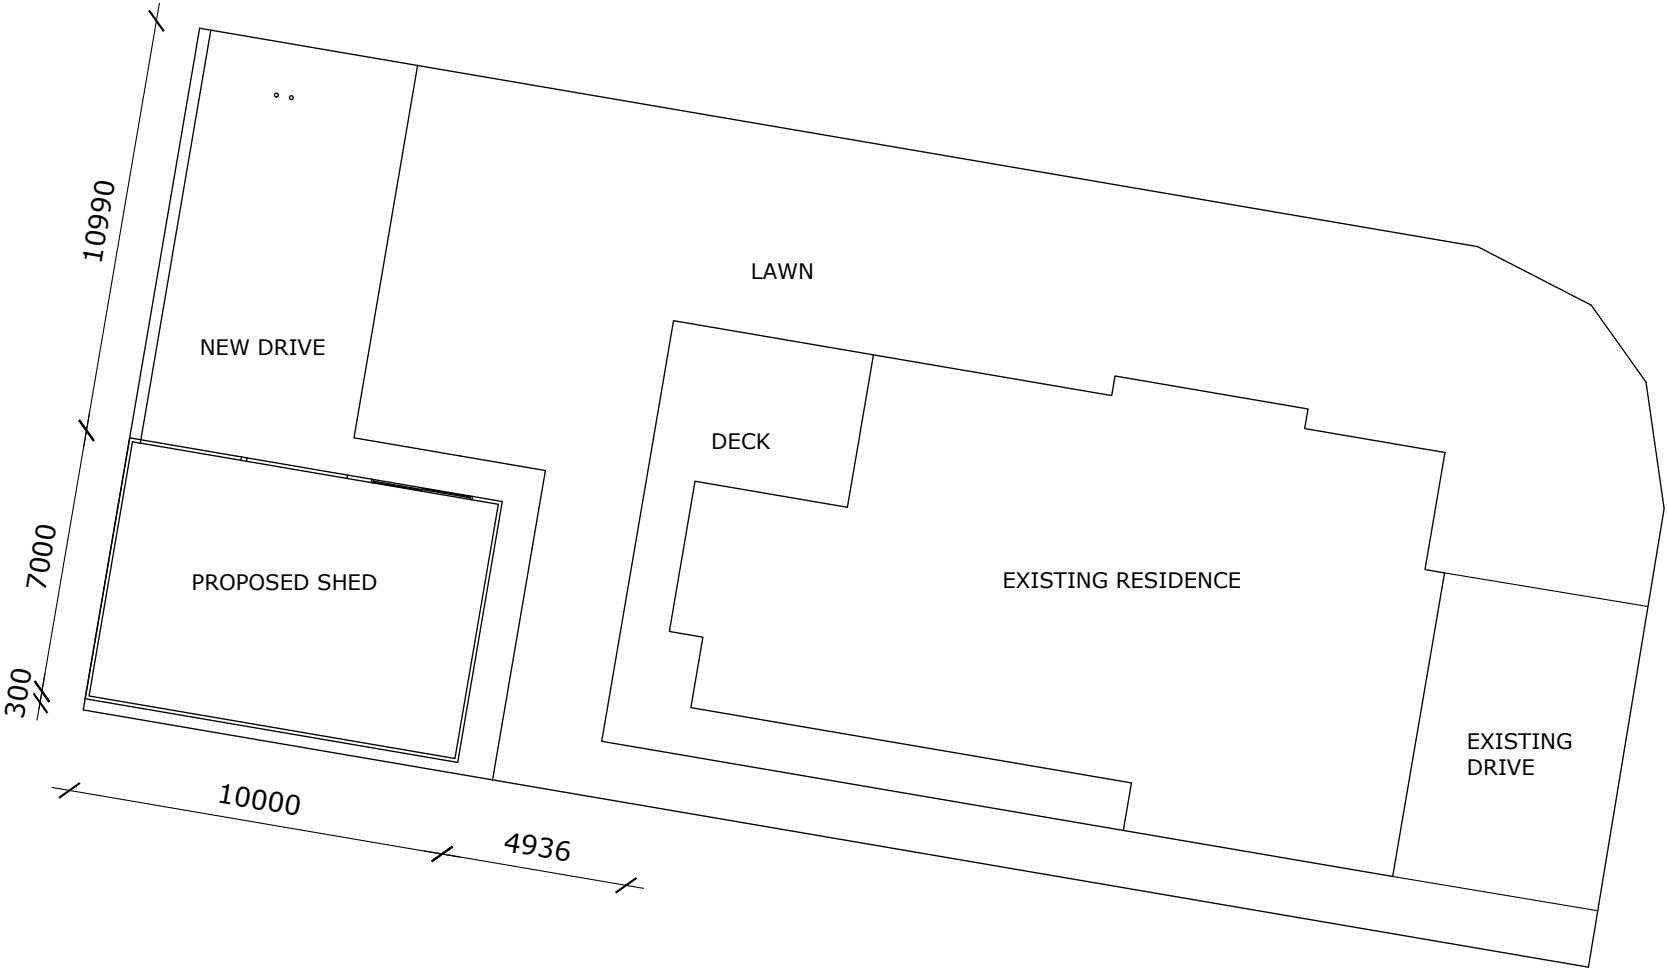 10990
LAWN
NEW DRIVE
DECK
7000
PROPOSED SHED
EXISTING RESIDENCE
300
EXISTING
DRIVE
10000
4936